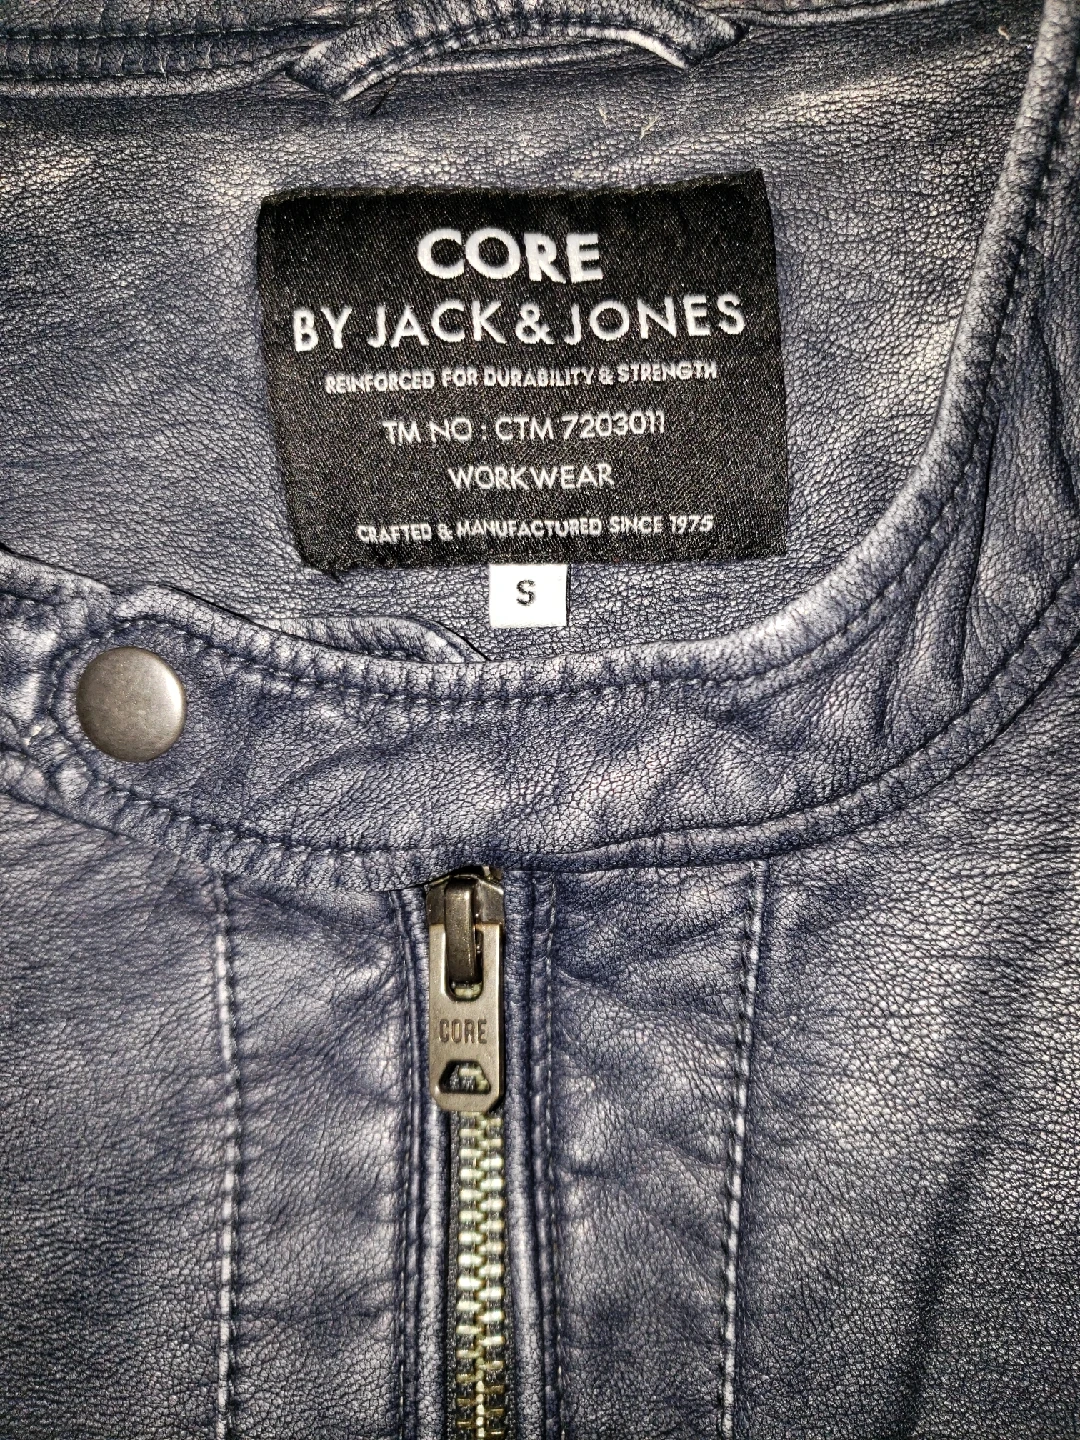 CORE
BY JACK & JONES
REINFORCED FOR DURABILITY & STRENGTH
TM NO : CTM 7203011
WORKWEAR
CRAFTED & MANUFACTURED SINCE 1975
S
CORE